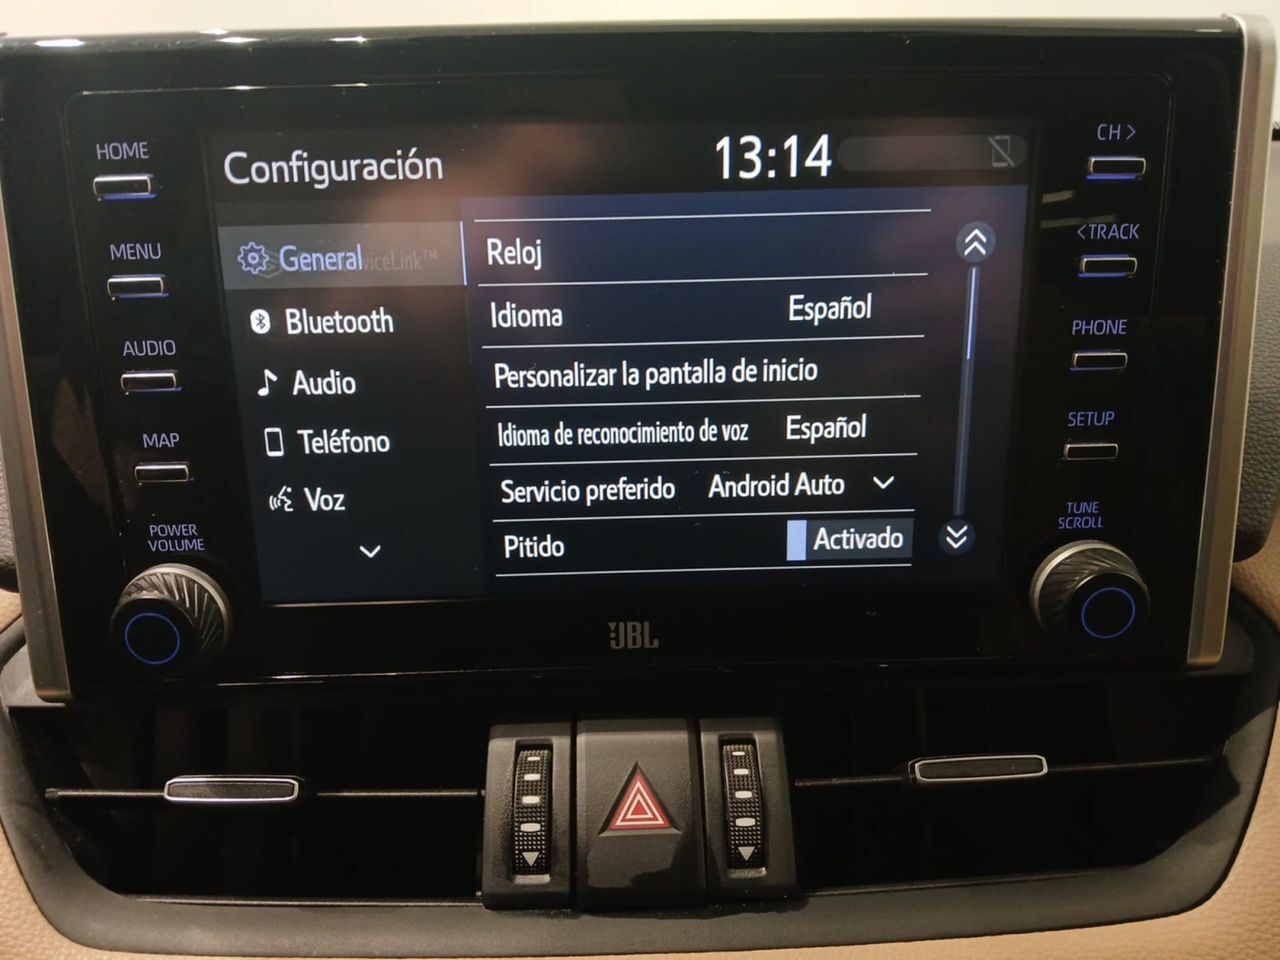 HOME
MENU
AUDIO
MAP
POWER
VOLUME
Configuración
13:14
General
viceLink™
Bluetooth
Audio
Teléfono
Voz
Reloj
Idioma Español
Personalizar la pantalla de inicio
Idioma de reconocimiento de voz Español
Servicio preferido Android Auto
Pitido Activado
CH >
< TRACK
PHONE
SETUP
TUNE
SCROLL
JBL